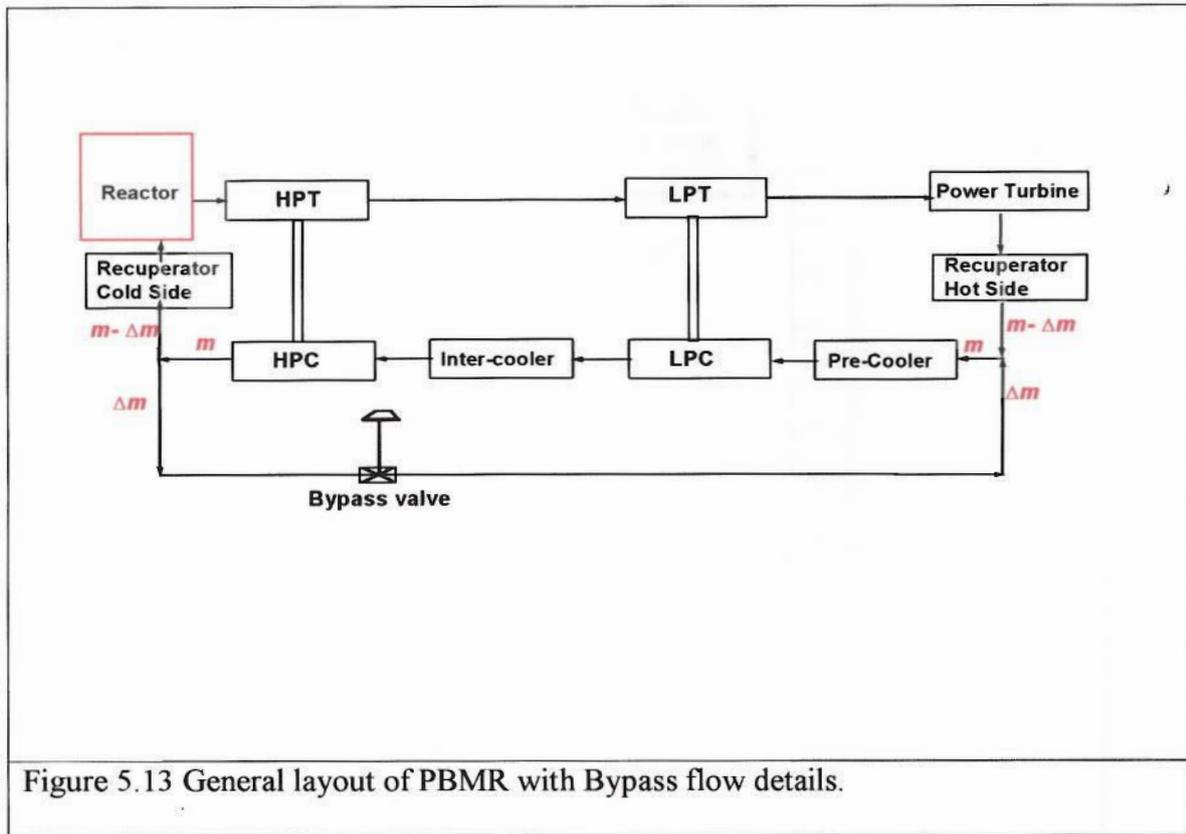 Reactor
HPT
LPT
Power Turbine
Recuperator
Cold Side
Recuperator
Hot Side
m- Δm
m
HPC
Inter-cooler
LPC
Pre-Cooler
m
m- Δm
Δm
Δm
Bypass valve
Figure 5.13 General layout of PBMR with Bypass flow details.